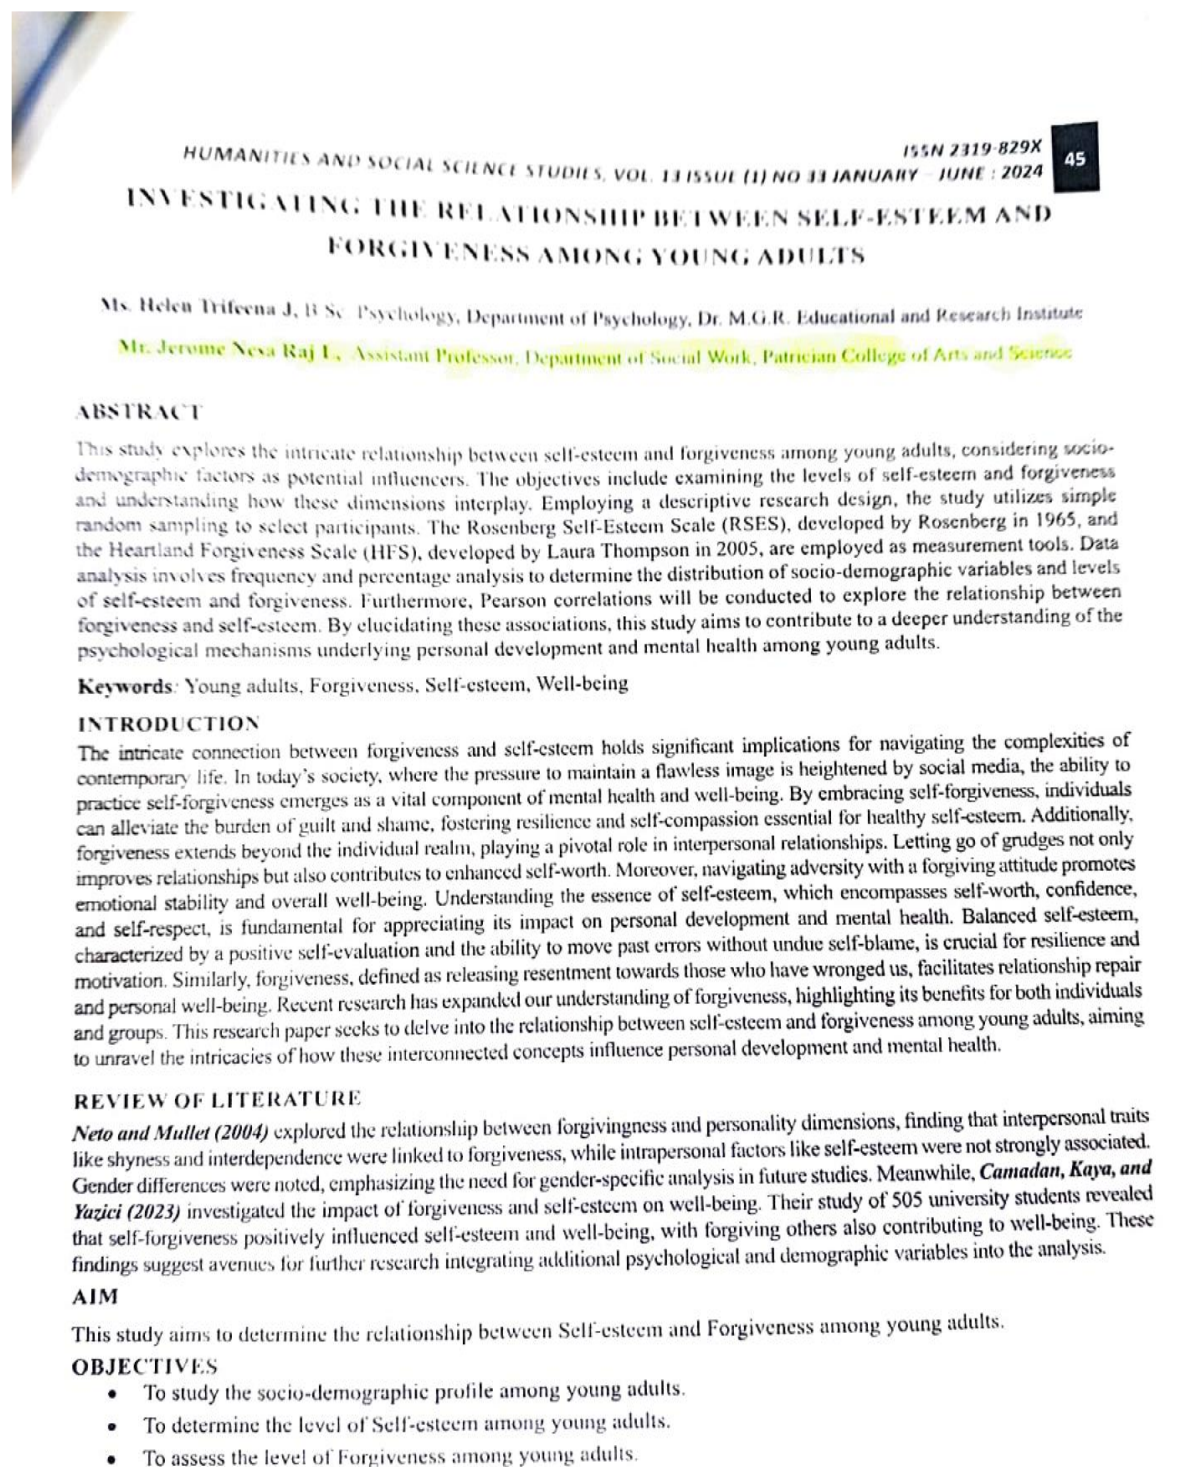 ISSN 2319-829X
45
HUMANITIES AND SOCIAL SCIENCE STUDIES, VOL. 13 ISSUE (1) NO 33 JANUARY – JUNE : 2024
INVESTIGATING THE RELATIONSHIP BETWEEN SELF-ESTEEM AND
FORGIVENESS AMONG YOUNG ADULTS
Ms. Helen Trifeena J, B Sc Psychology, Department of Psychology, Dr. M.G.R. Educational and Research Institute
Mr. Jerome Nesa Raj L, Assistant Professor, Department of Social Work, Patrician College of Arts and Science
ABSTRACT
This study explores the intricate relationship between self-esteem and forgiveness among young adults, considering socio-
demographic factors as potential influencers. The objectives include examining the levels of self-esteem and forgiveness
and understanding how these dimensions interplay. Employing a descriptive research design, the study utilizes simple
random sampling to select participants. The Rosenberg Self-Esteem Scale (RSES), developed by Rosenberg in 1965, and
the Heartland Forgiveness Scale (HFS), developed by Laura Thompson in 2005, are employed as measurement tools. Data
analysis involves frequency and percentage analysis to determine the distribution of socio-demographic variables and levels
of self-esteem and forgiveness. Furthermore, Pearson correlations will be conducted to explore the relationship between
forgiveness and self-esteem. By elucidating these associations, this study aims to contribute to a deeper understanding of the
psychological mechanisms underlying personal development and mental health among young adults.
Keywords: Young adults, Forgiveness, Self-esteem, Well-being
INTRODUCTION
The intricate connection between forgiveness and self-esteem holds significant implications for navigating the complexities of
contemporary life. In today's society, where the pressure to maintain a flawless image is heightened by social media, the ability to
practice self-forgiveness emerges as a vital component of mental health and well-being. By embracing self-forgiveness, individuals
can alleviate the burden of guilt and shame, fostering resilience and self-compassion essential for healthy self-esteem. Additionally,
forgiveness extends beyond the individual realm, playing a pivotal role in interpersonal relationships. Letting go of grudges not only
improves relationships but also contributes to enhanced self-worth. Moreover, navigating adversity with a forgiving attitude promotes
emotional stability and overall well-being. Understanding the essence of self-esteem, which encompasses self-worth, confidence,
and self-respect, is fundamental for appreciating its impact on personal development and mental health. Balanced self-esteem,
characterized by a positive self-evaluation and the ability to move past errors without undue self-blame, is crucial for resilience and
motivation. Similarly, forgiveness, defined as releasing resentment towards those who have wronged us, facilitates relationship repair
and personal well-being. Recent research has expanded our understanding of forgiveness, highlighting its benefits for both individuals
and groups. This research paper seeks to delve into the relationship between self-esteem and forgiveness among young adults, aiming
to unravel the intricacies of how these interconnected concepts influence personal development and mental health.
REVIEW OF LITERATURE
Neto and Mullet (2004) explored the relationship between forgivingness and personality dimensions, finding that interpersonal traits
like shyness and interdependence were linked to forgiveness, while intrapersonal factors like self-esteem were not strongly associated.
Gender differences were noted, emphasizing the need for gender-specific analysis in future studies. Meanwhile, Camadan, Kaya, and
Yazici (2023) investigated the impact of forgiveness and self-esteem on well-being. Their study of 505 university students revealed
that self-forgiveness positively influenced self-esteem and well-being, with forgiving others also contributing to well-being. These
findings suggest avenues for further research integrating additional psychological and demographic variables into the analysis.
AIM
This study aims to determine the relationship between Self-esteem and Forgiveness among young adults.
OBJECTIVES
• To study the socio-demographic profile among young adults.
• To determine the level of Self-esteem among young adults.
• To assess the level of Forgiveness among young adults.